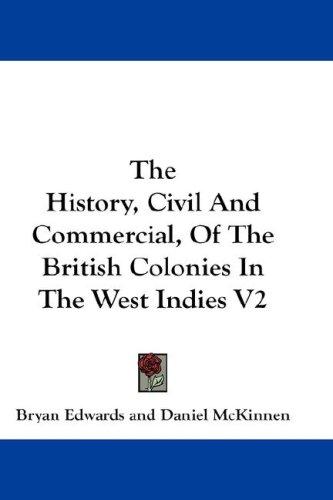 The
History, Civil And
Commercial, Of The
British Colonies In
The West Indies V2
Bryan Edwards and Daniel McKinnen